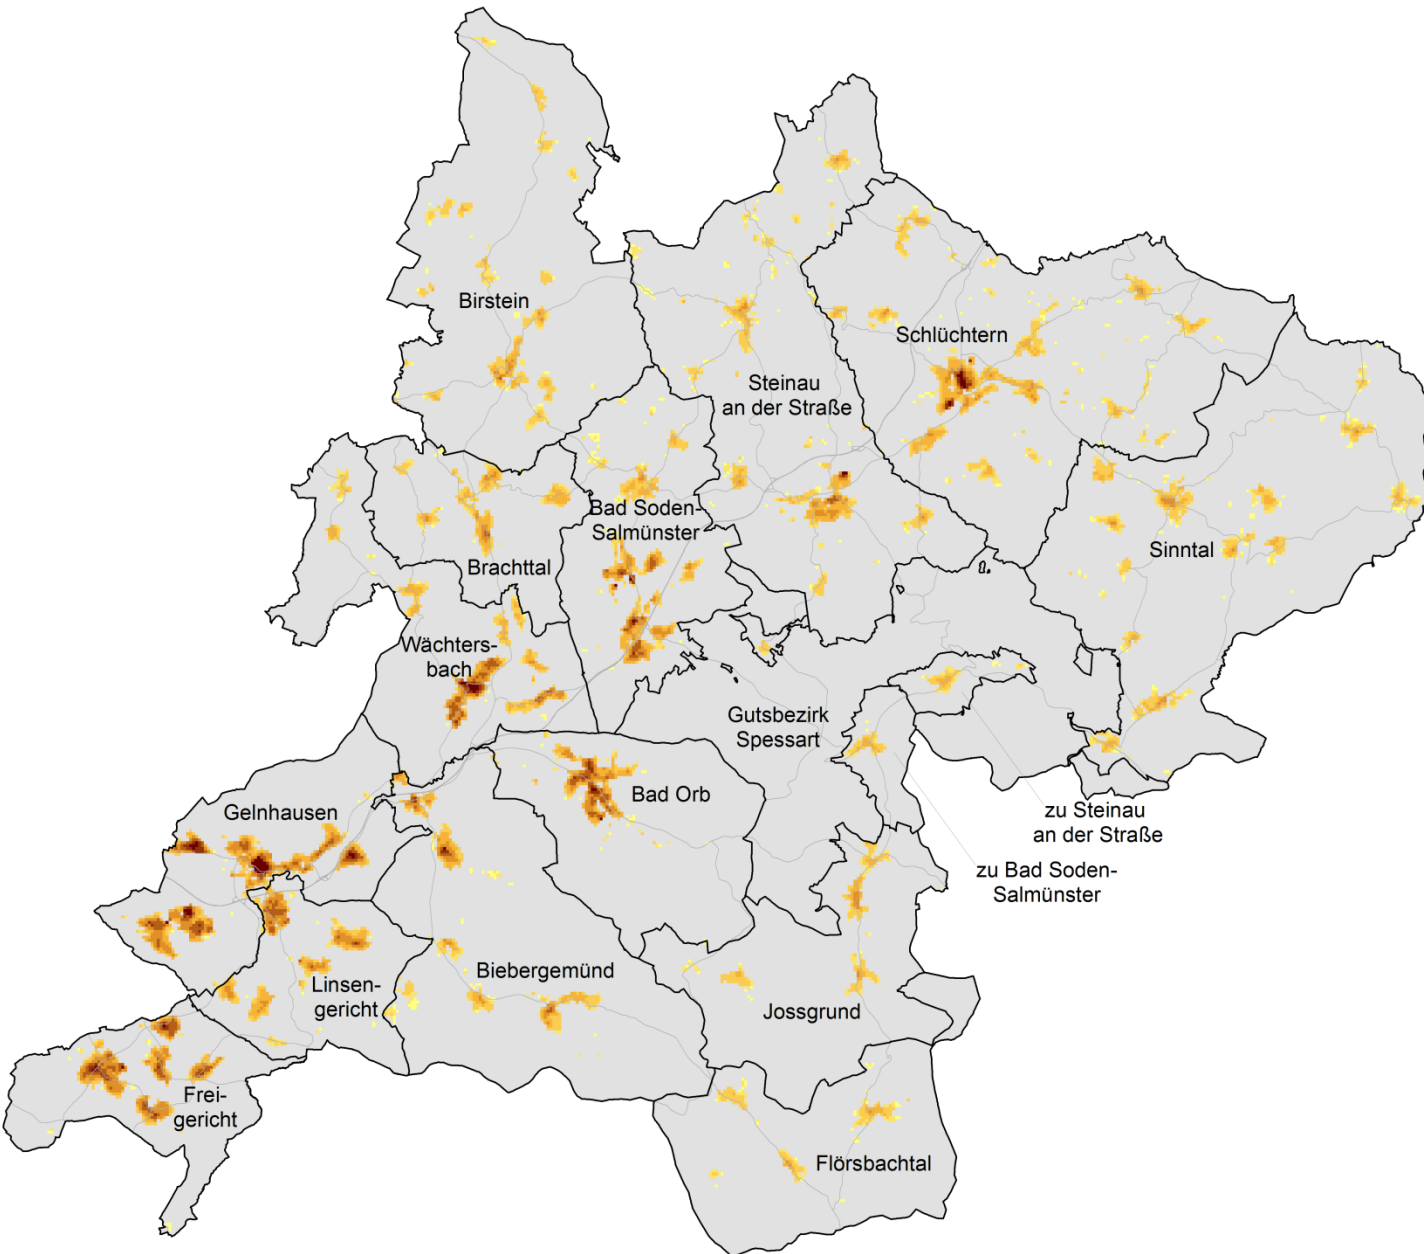 Birstein
Schlüchtern
Steinau
an der Straße
Bad Soden-
Salmünster
Sinntal
Brachttal
Wächters-
bach
Gutsbezirk
Spessart
Bad Orb
Gelnhausen
zu Steinau
an der Straße
zu Bad Soden-
Salmünster
Biebergemünd
Linsen-
gericht
Jossgrund
Frei-
gericht
Flörsbachtal